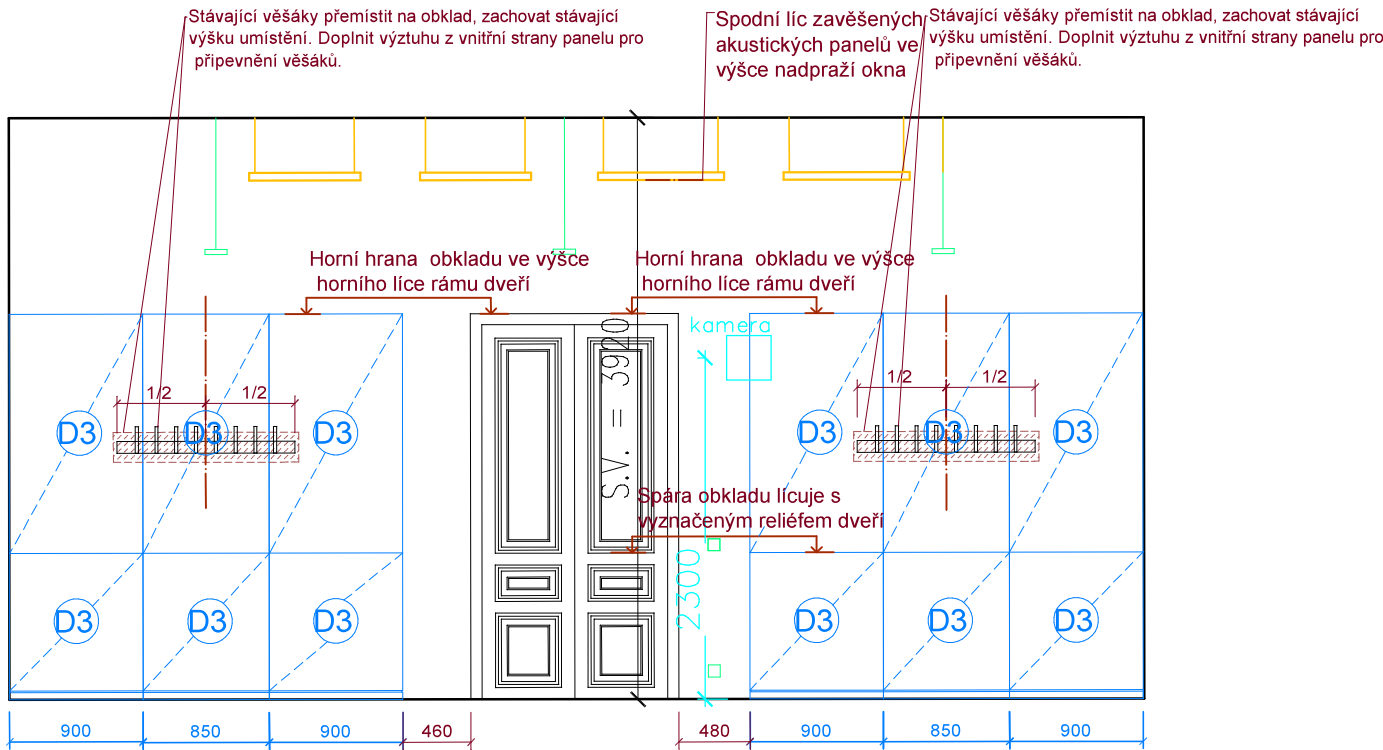 Stávající věšáky přemístit na obklad, zachovat stávající
výšku umístění. Doplnit výztuhu z vnitřní strany panelu pro
připevnění věšáků.
Spodní líc zavěšených
akustických panelů ve
výšce nadpraží okna
Stávající věšáky přemístit na obklad, zachovat stávající
výšku umístění. Doplnit výztuhu z vnitřní strany panelu pro
připevnění věšáků.
Horní hrana obkladu ve výšce
horního líce rámu dveří
Horní hrana obkladu ve výšce
horního líce rámu dveří
kamera
S.V. = 3920
1/2
1/2
1/2
1/2
D3
D3
D3
D3
D3
D3
Spára obkladu lícuje s
vyznačeným reliéfem dveří
2300
D3
D3
D3
D3
D3
D3
900
850
900
460
480
900
850
900